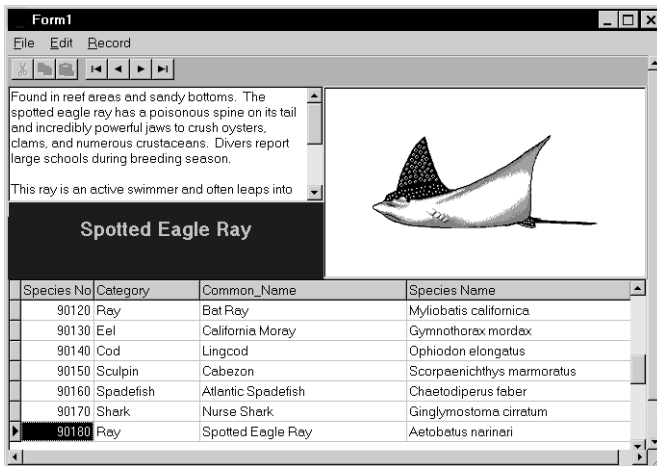 Form1
File Edit Record
Found in reef areas and sandy bottoms. The
spotted eagle ray has a poisonous spine on its tail
and incredibly powerful jaws to crush oysters,
clams, and numerous crustaceans. Divers report
large schools during breeding season.
This ray is an active swimmer and often leaps into
Spotted Eagle Ray
Species No Category Common_Name Species Name
90120 Ray Bat Ray Myliobatis californica
90130 Eel California Moray Gymnothorax mordax
90140 Cod Lingcod Ophiodon elongatus
90150 Sculpin Cabezon Scorpaenichthys marmoratus
90160 Spadefish Atlantic Spadefish Chaetodiperus faber
90170 Shark Nurse Shark Ginglymostoma cirratum
90180 Ray Spotted Eagle Ray Aetobatus narinari